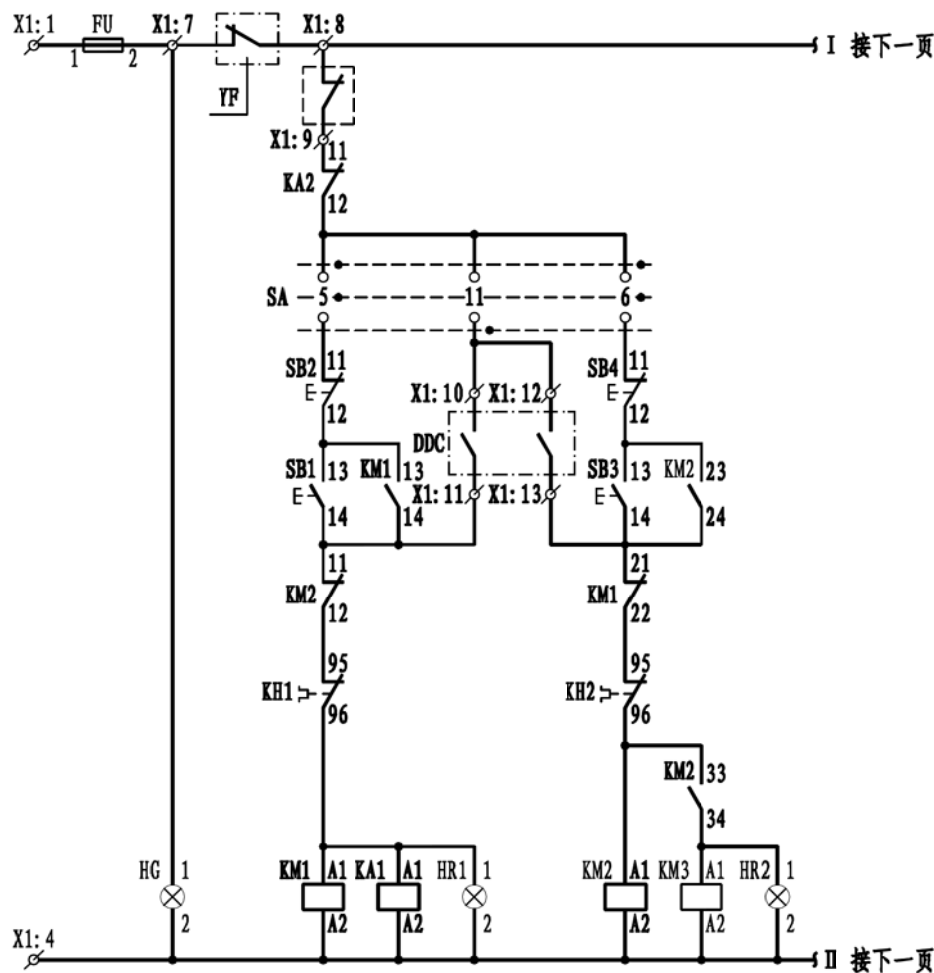 X1:1 FU X1:7 X1:8
1 2 I 接下一页
YF
X1:9
11
KA2
12
SA 5 11 6
SB2 11 SB4 11
X1:10 X1:12
12 12
DDC
SB1 13 KM1 13 SB3 13 KM2 23
X1:11 X1:13
14 14 14 24
11 21
KM2 KM1
12 22
95 95
KH1 KH2
96 96
KM2 33
34
HG 1 KM1 A1 KA1 A1 HR1 1 KM2 A1 KM3 A1 HR2 1
2 A2 A2 2 A2 A2 2
X1:4
II 接下一页